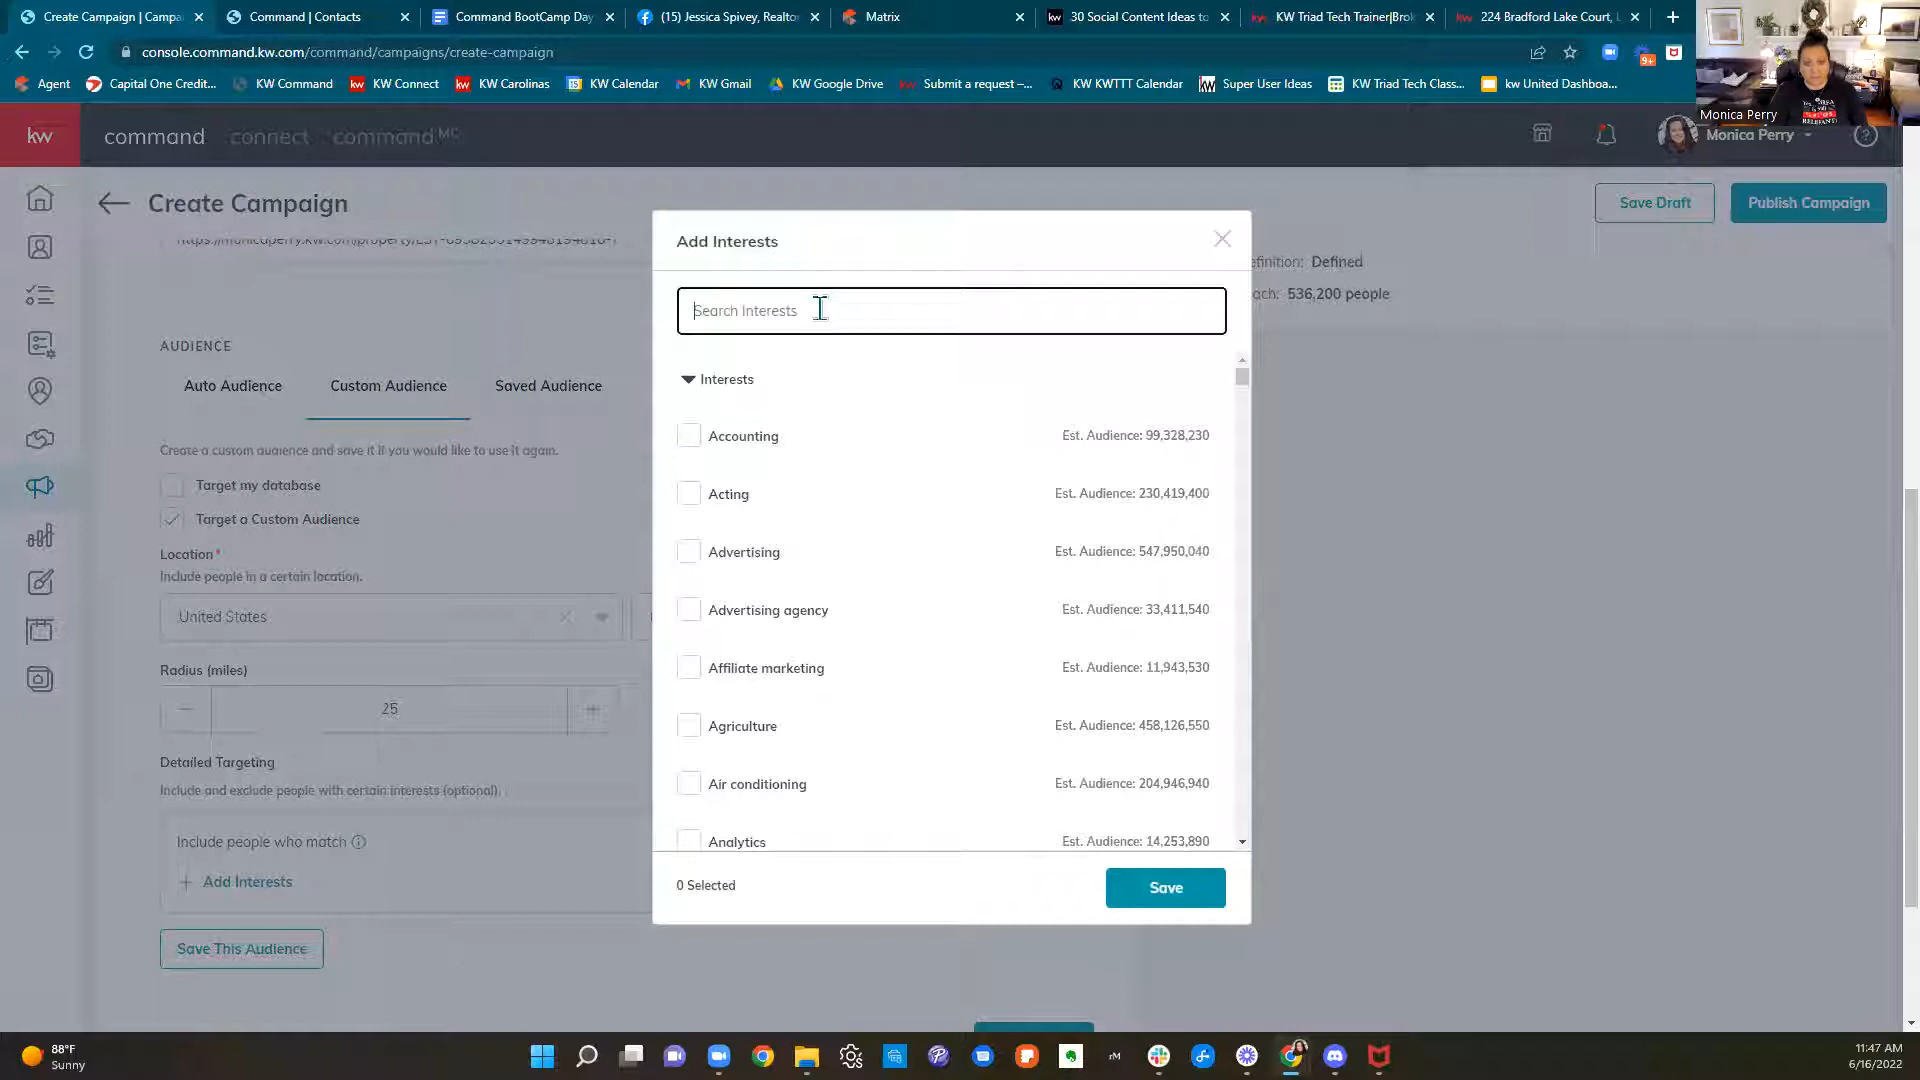 Create Campaign | Campa
Command | Contacts
Command BootCamp Day
(15) Jessica Spivey, Realto
Matrix
30 Social Content Ideas to
KW Triad Tech Trainer|Brok
224 Bradford Lake Court, L
console.command.kw.com/command/campaigns/create-campaign
9+
Agent
Capital One Credit...
KW Command
KW Connect
KW Carolinas
KW Calendar
KW Gmail
KW Google Drive
Submit a request –...
KW KWTTT Calendar
Super User Ideas
KW Triad Tech Class...
kw United Dashboa...
Monica Perry
kw
command
connect
command MC
Monica Perry
Create Campaign
Save Draft
Publish Campaign
Add Interests
efinition: Defined
ach: 536,200 people
Search Interests
AUDIENCE
Auto Audience
Custom Audience
Saved Audience
Interests
Create a custom audience and save it if you would like to use it again.
Accounting
Est. Audience: 99,328,230
Target my database
Acting
Est. Audience: 230,419,400
Target a Custom Audience
Location*
Advertising
Est. Audience: 547,950,040
Include people in a certain location.
United States
Advertising agency
Est. Audience: 33,411,540
Radius (miles)
Affiliate marketing
Est. Audience: 11,943,530
25
Agriculture
Est. Audience: 458,126,550
Detailed Targeting
Air conditioning
Est. Audience: 204,946,940
Include and exclude people with certain interests (optional).
Include people who match
Analytics
Est. Audience: 14,253,890
+ Add Interests
0 Selected
Save
Save This Audience
88°F
Sunny
rM
11:47 AM
6/16/2022